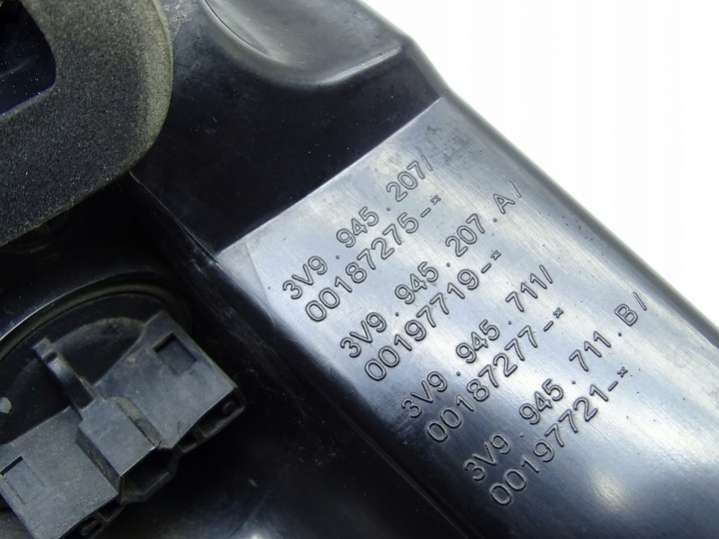 3V9 . 945 . 207/
00187275-*
3V9 . 945 . 207 . A/
00197719-*
3V9 . 945 . 711/
00187277-*
3V9 . 945 . 711 . B/
00197721-*